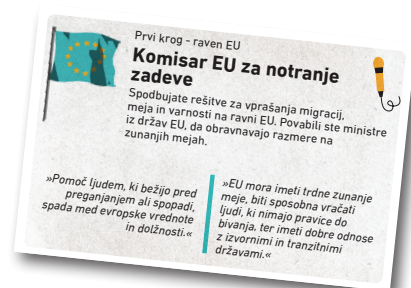 Prvi krog - raven EU
Komisar EU za notranje
zadeve
Spodbujate rešitve za vprašanja migracij,
meja in varnosti na ravni EU. Povabili ste ministre
iz držav EU, da obravnavajo razmere na
zunanjih mejah.
»Pomoč ljudem, ki bežijo pred
preganjanjem ali spopadi,
spada med evropske vrednote
in dolžnosti.«
»EU mora imeti trdne zunanje
meje, biti sposobna vračati
ljudi, ki nimajo pravice do
bivanja, ter imeti dobre odnose
z izvornimi in tranzitnimi
državami.«